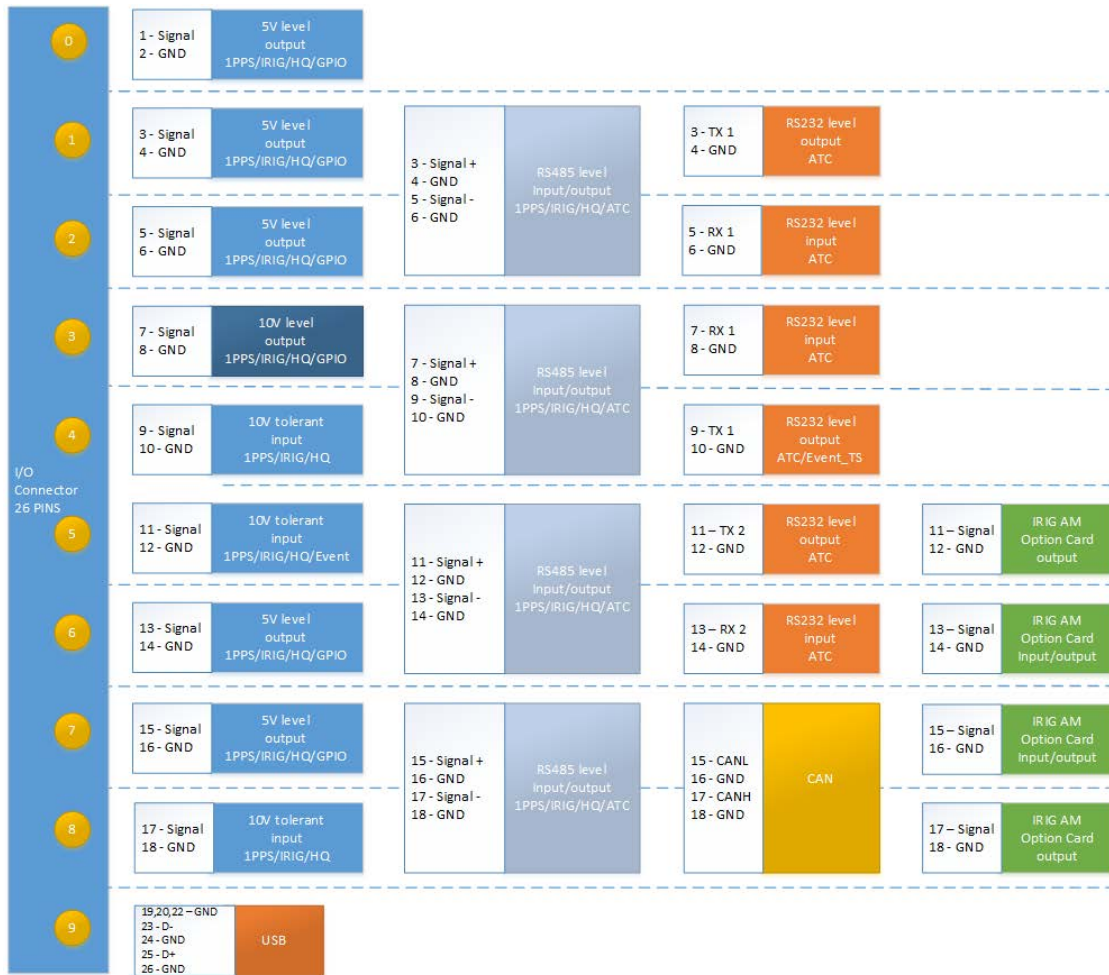 I/O
Connector
26 PINS
0
1 - Signal
2 - GND
5V level
output
1PPS/IRIG/HQ/GPIO
1
3 - Signal
4 - GND
5V level
output
1PPS/IRIG/HQ/GPIO
3 - Signal +
4 - GND
5 - Signal -
6 - GND
RS485 level
Input/output
1PPS/IRIG/HQ/ATC
3 - TX 1
4 - GND
RS232 level
output
ATC
2
5 - Signal
6 - GND
5V level
output
1PPS/IRIG/HQ/GPIO
5 - RX 1
6 - GND
RS232 level
input
ATC
3
7 - Signal
8 - GND
10V level
output
1PPS/IRIG/HQ/GPIO
7 - Signal +
8 - GND
9 - Signal -
10 - GND
RS485 level
Input/output
1PPS/IRIG/HQ/ATC
7 - RX 1
8 - GND
RS232 level
input
ATC
4
9 - Signal
10 - GND
10V tolerant
input
1PPS/IRIG/HQ
9 - TX 1
10 - GND
RS232 level
output
ATC/Event_TS
5
11 - Signal
12 - GND
10V tolerant
input
1PPS/IRIG/HQ/Event
11 - Signal +
12 - GND
13 - Signal -
14 - GND
RS485 level
Input/output
1PPS/IRIG/HQ/ATC
11 – TX 2
12 - GND
RS232 level
output
ATC
11 – Signal
12 - GND
IRIG AM
Option Card
output
6
13 - Signal
14 - GND
5V level
output
1PPS/IRIG/HQ/GPIO
13 – RX 2
14 - GND
RS232 level
input
ATC
13 – Signal
14 - GND
IRIG AM
Option Card
Input/output
7
15 - Signal
16 - GND
5V level
output
1PPS/IRIG/HQ/GPIO
15 - Signal +
16 - GND
17 - Signal -
18 - GND
RS485 level
Input/output
1PPS/IRIG/HQ/ATC
15 - CANL
16 - GND
17 - CANH
18 - GND
CAN
15 – Signal
16 - GND
IRIG AM
Option Card
Input/output
8
17 - Signal
18 - GND
10V tolerant
input
1PPS/IRIG/HQ
17 – Signal
18 - GND
IRIG AM
Option Card
output
9
19,20,22 – GND
23 - D-
24 - GND
25 - D+
26 - GND
USB